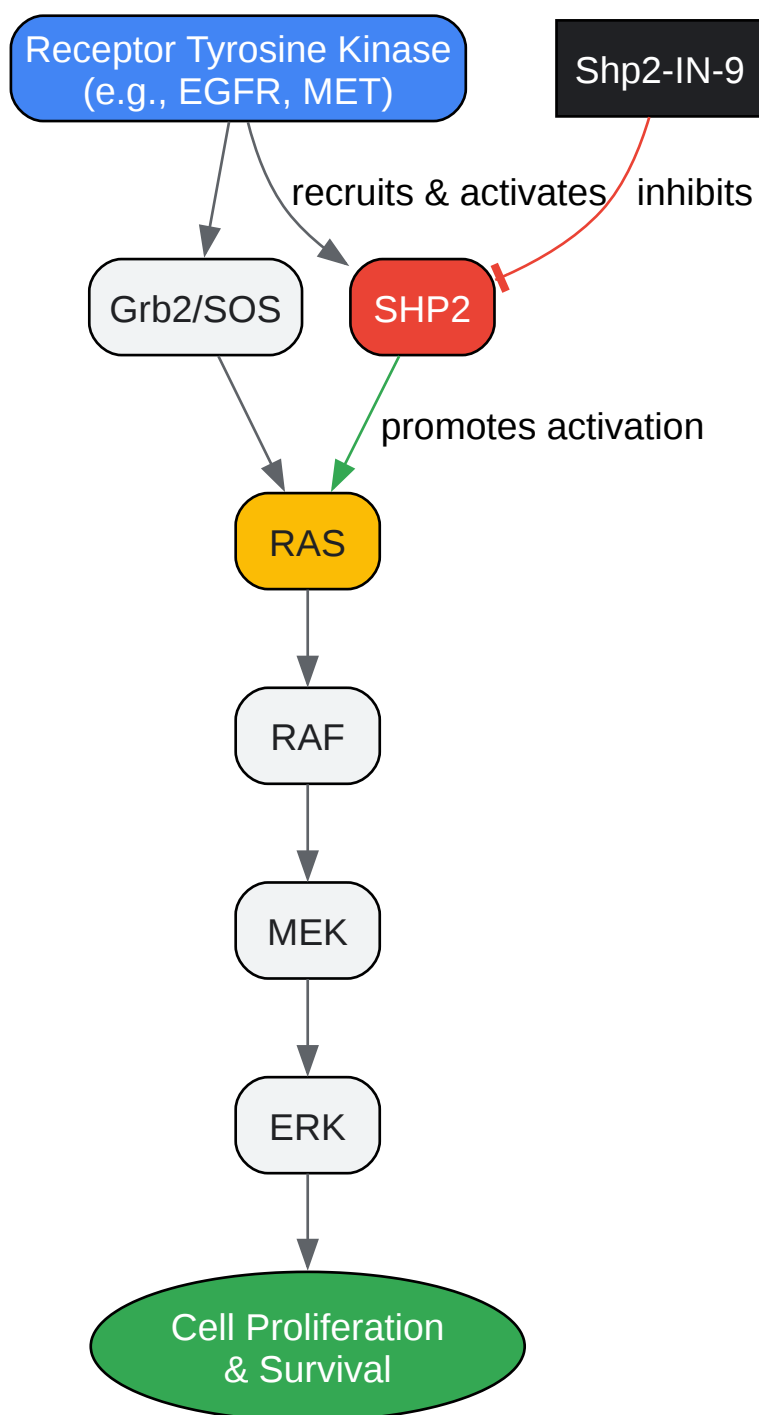 Receptor Tyrosine Kinase
(e.g., EGFR, MET)
Shp2-IN-9
recruits & activates
inhibits
Grb2/SOS
SHP2
promotes activation
RAS
RAF
MEK
ERK
Cell Proliferation
& Survival